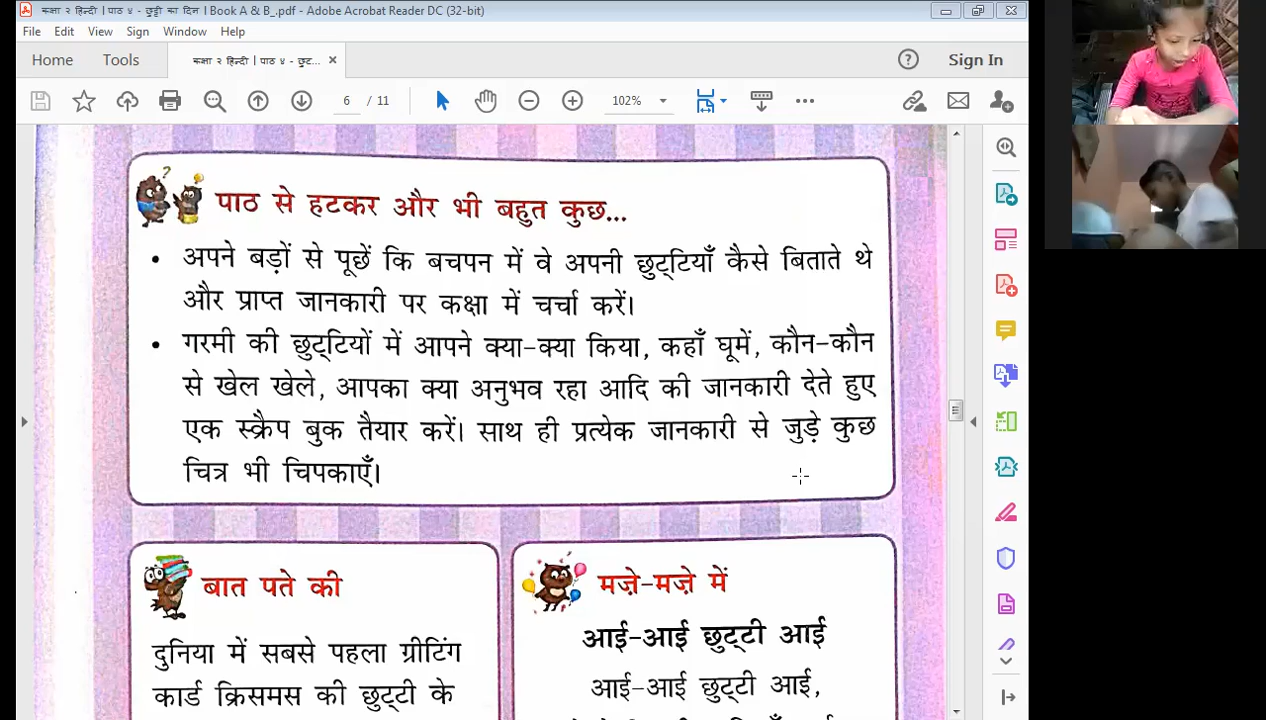 कक्षा २ हिन्दी । पाठ ४ - छुट्टी का दिन । Book A & B_.pdf - Adobe Acrobat Reader DC (32-bit)
File Edit View Sign Window Help
Home Tools कक्षा २ हिन्दी । पाठ ४ - छुट... × Sign In
6 / 11 102%
पाठ से हटकर और भी बहुत कुछ...
• अपने बड़ों से पूछें कि बचपन में वे अपनी छुट्टियाँ कैसे बिताते थे
और प्राप्त जानकारी पर कक्षा में चर्चा करें।
• गरमी की छुट्टियों में आपने क्या-क्या किया, कहाँ घूमें, कौन-कौन
से खेल खेले, आपका क्या अनुभव रहा आदि की जानकारी देते हुए
एक स्क्रैप बुक तैयार करें। साथ ही प्रत्येक जानकारी से जुड़े कुछ
चित्र भी चिपकाएँ।
बात पते की
दुनिया में सबसे पहला ग्रीटिंग
कार्ड क्रिसमस की छुट्टी के
मज़े-मज़े में
आई-आई छुट्टी आई
आई-आई छुट्टी आई,